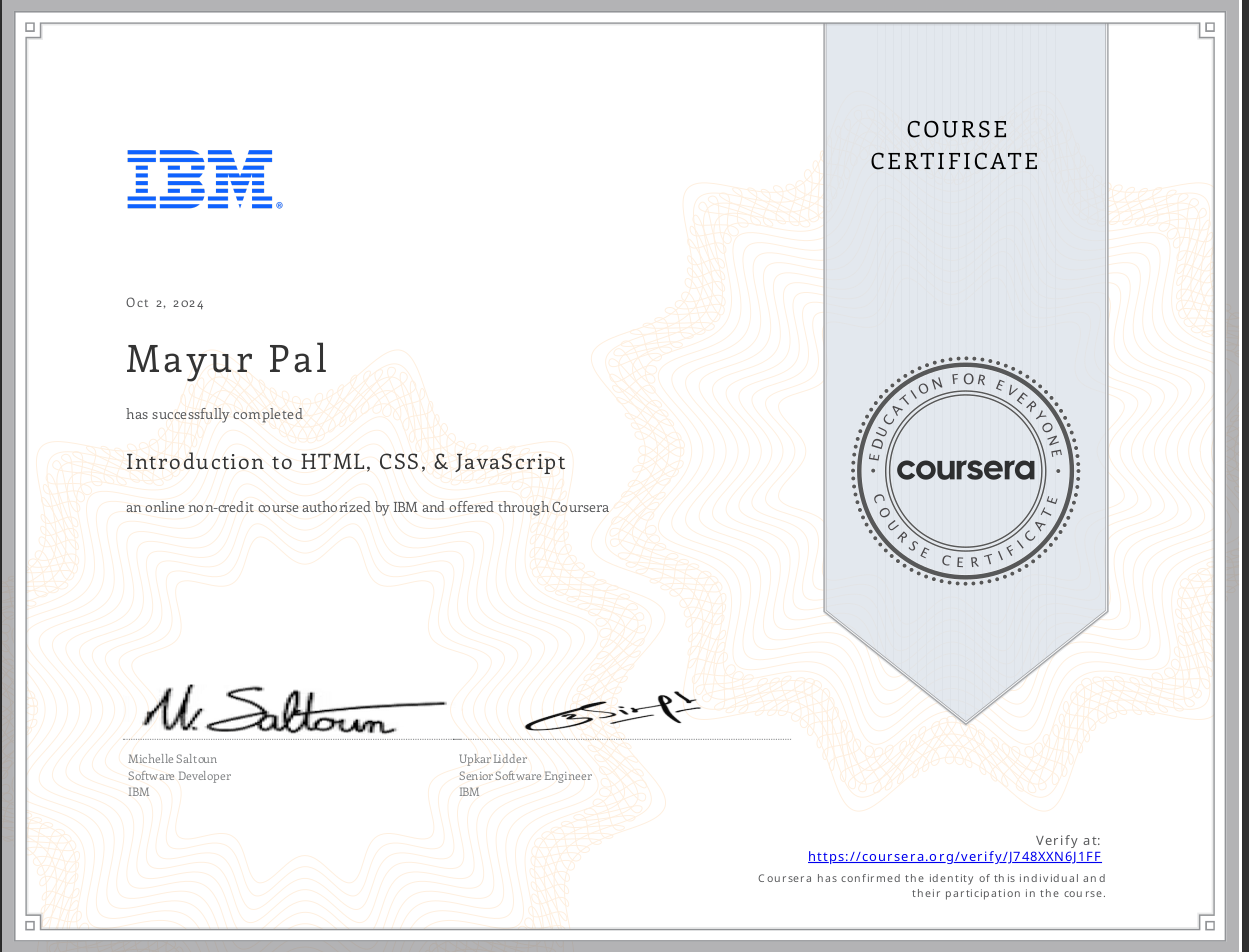 COURSE
CERTIFICATE
IBM®
Oct 2, 2024
Mayur Pal
has successfully completed
Introduction to HTML, CSS, & JavaScript
an online non-credit course authorized by IBM and offered through Coursera
EDUCATION FOR EVERYONE
coursera
COURSE CERTIFICATE
M. Saltoun
Michelle Saltoun
Software Developer
IBM
Upkar Lidder
Senior Software Engineer
IBM
Verify at:
https://coursera.org/verify/J748XXN6J1FF
Coursera has confirmed the identity of this individual and
their participation in the course.